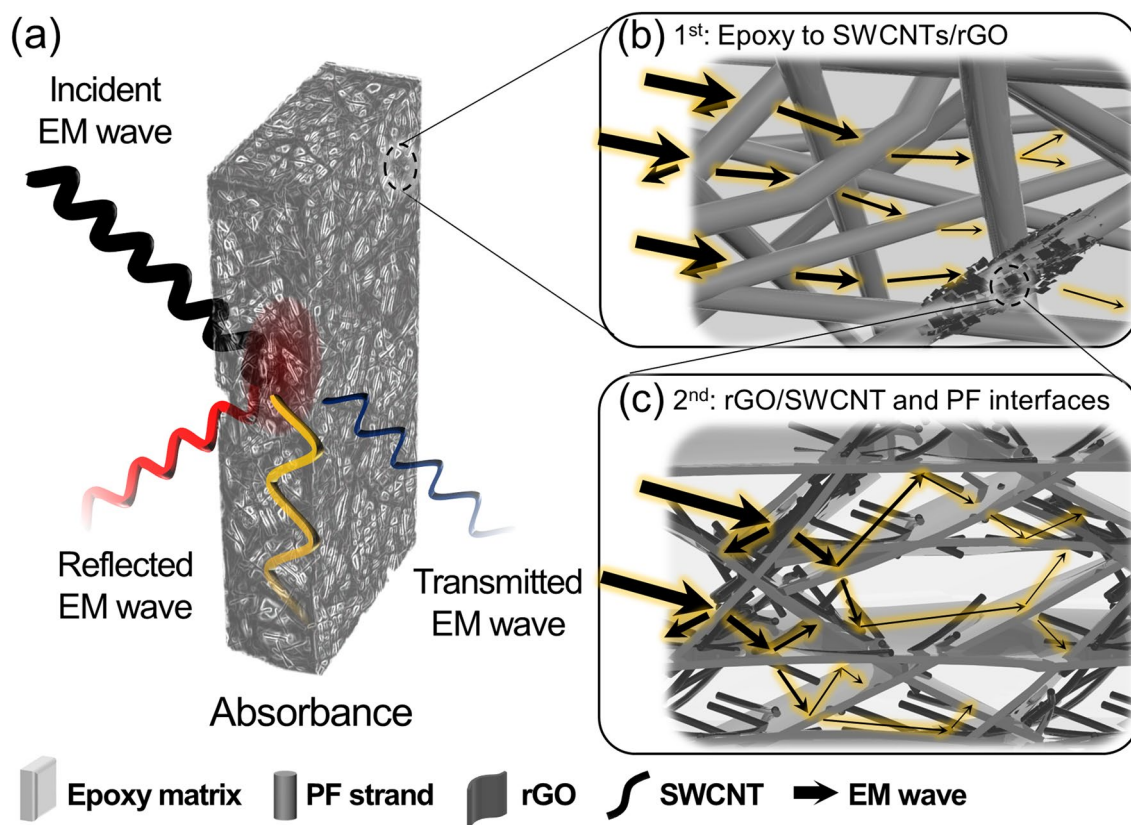 (a)
Incident
EM wave
Reflected
EM wave
Transmitted
EM wave
Absorbance
(b) 1st: Epoxy to SWCNTs/rGO
(c) 2nd: rGO/SWCNT and PF interfaces
Epoxy matrix PF strand rGO SWCNT EM wave